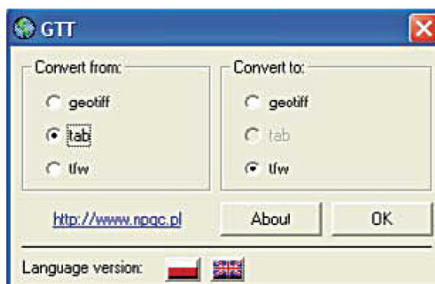 GTT
Convert from:
geotiff
tab
tfw
Convert to:
geotiff
tab
tfw
http://www.npgc.pl
About
OK
Language version: